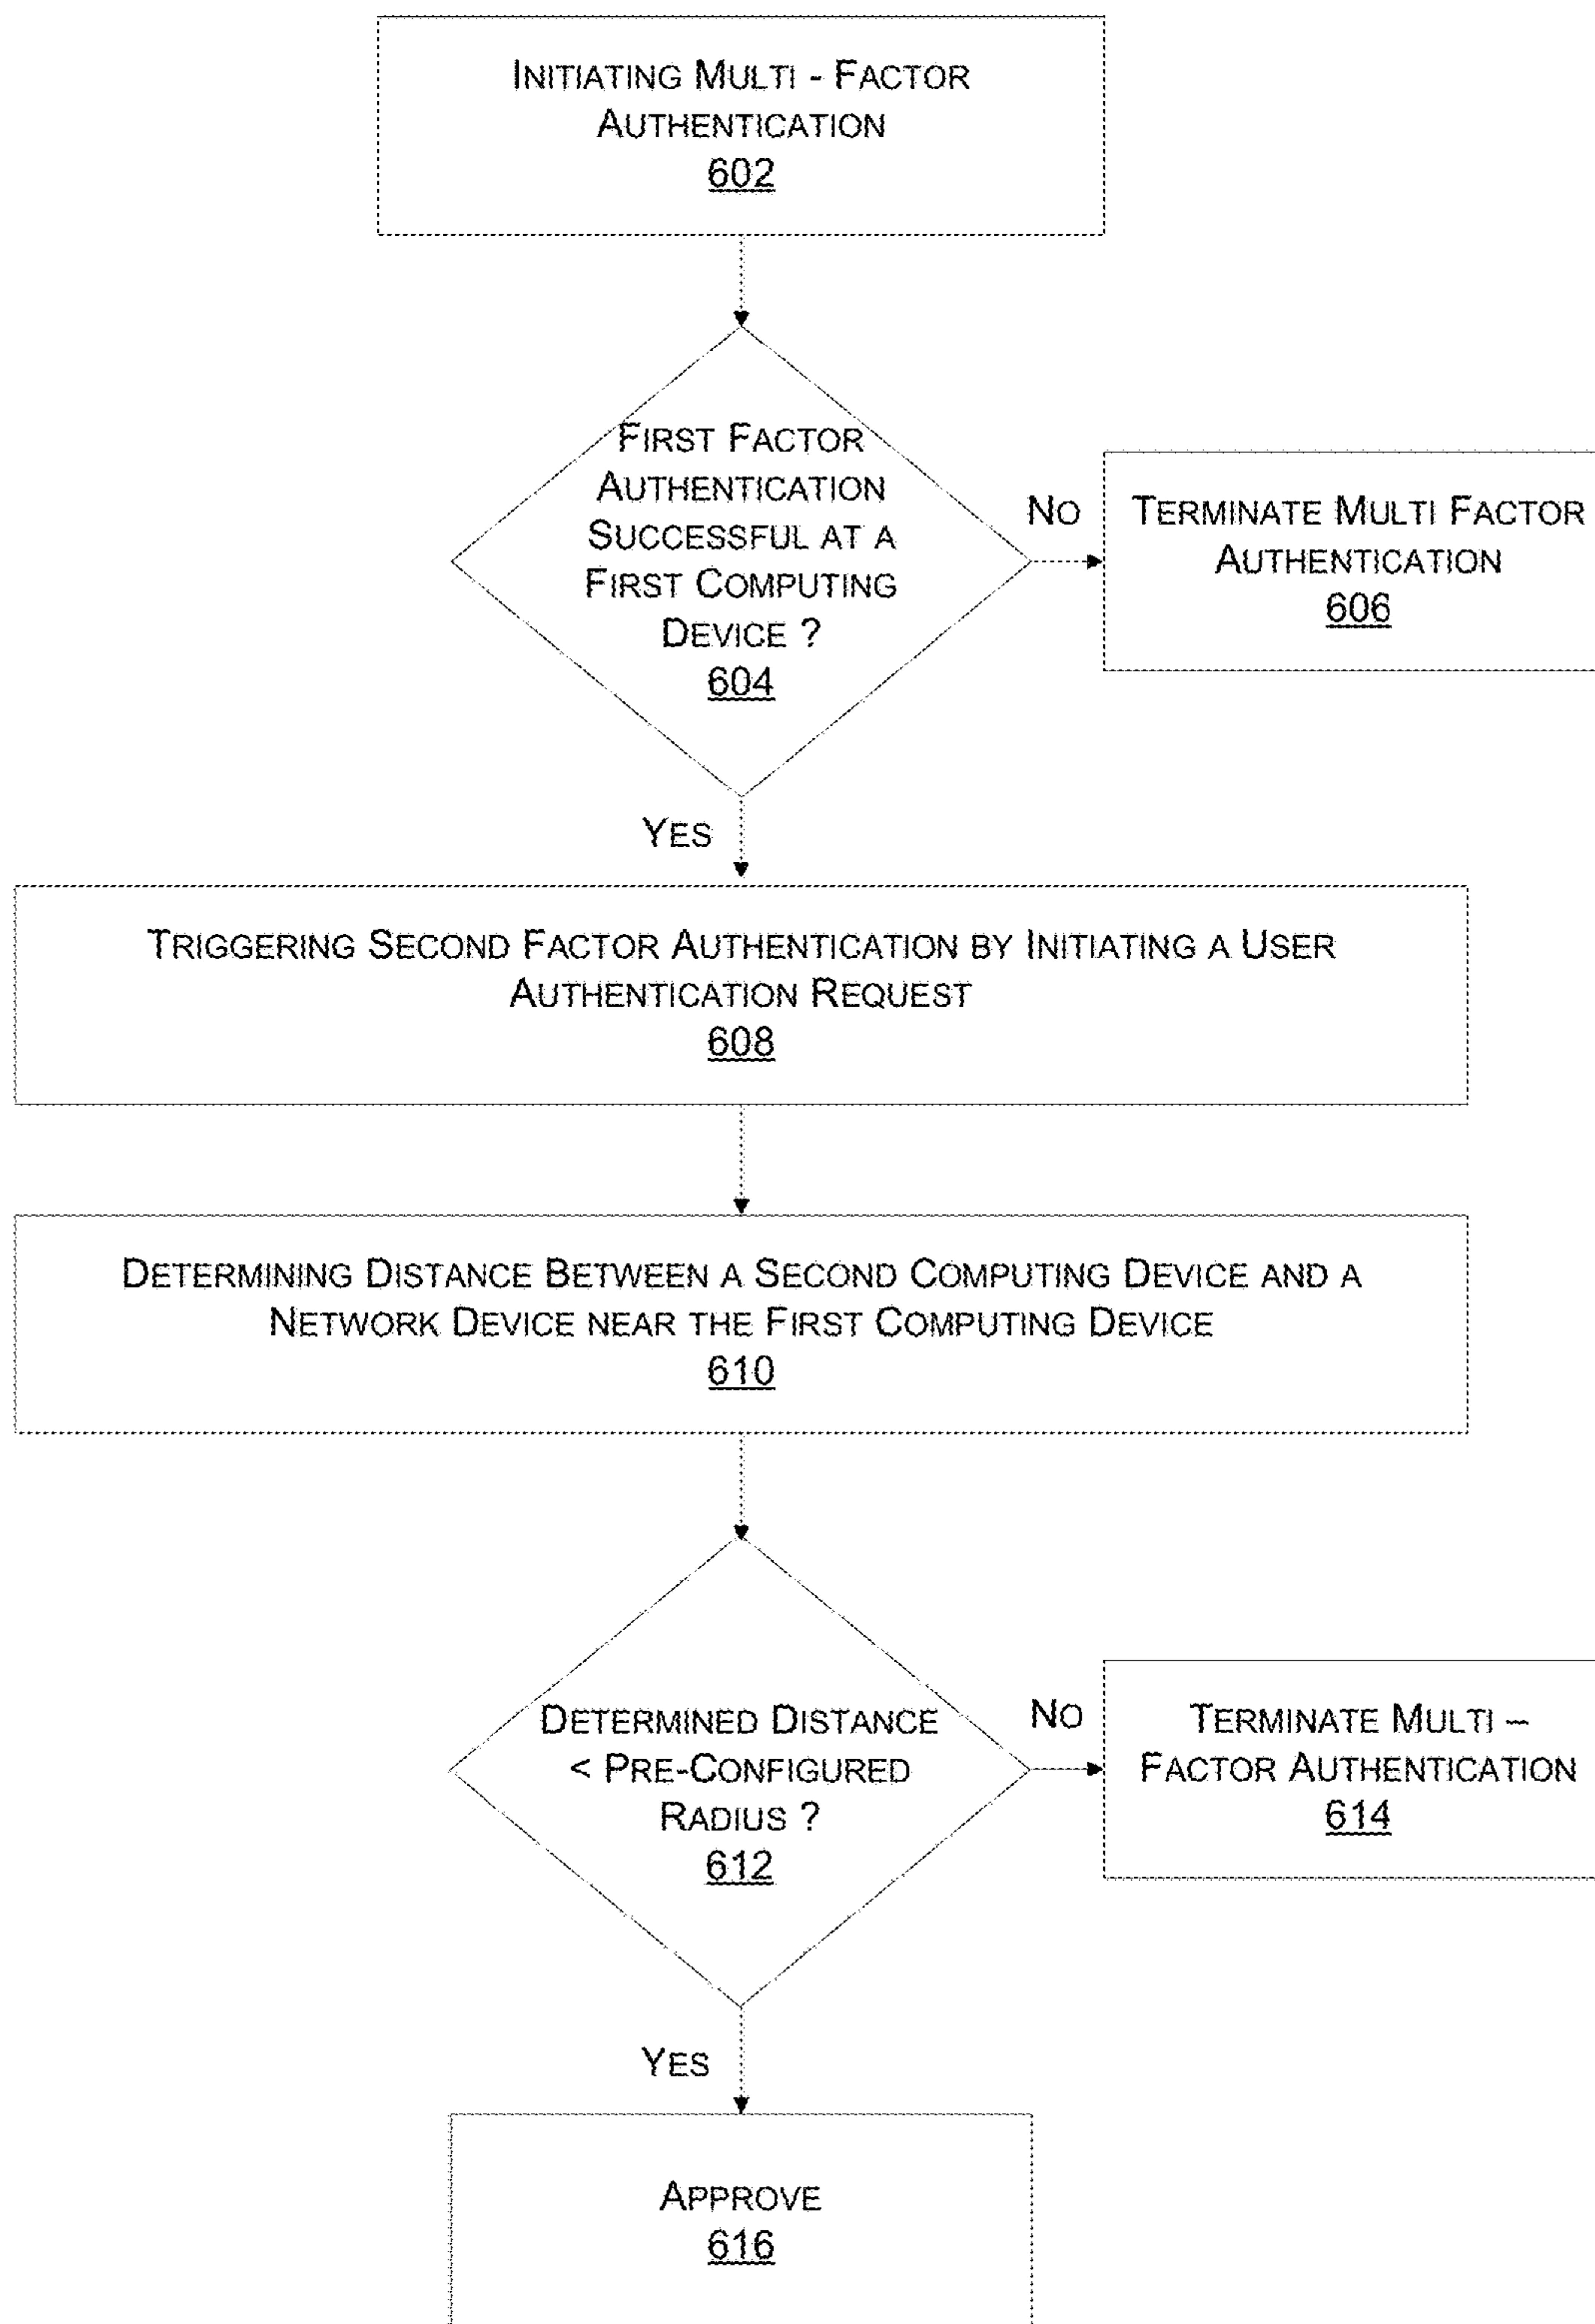 INITIATING MULTI - FACTOR
AUTHENTICATION
602
FIRST FACTOR
AUTHENTICATION
SUCCESSFUL AT A
FIRST COMPUTING
DEVICE ?
604
NO
TERMINATE MULTI FACTOR
AUTHENTICATION
606
YES
TRIGGERING SECOND FACTOR AUTHENTICATION BY INITIATING A USER
AUTHENTICATION REQUEST
608
DETERMINING DISTANCE BETWEEN A SECOND COMPUTING DEVICE AND A
NETWORK DEVICE NEAR THE FIRST COMPUTING DEVICE
610
DETERMINED DISTANCE
< PRE-CONFIGURED
RADIUS ?
612
NO
TERMINATE MULTI –
FACTOR AUTHENTICATION
614
YES
APPROVE
616